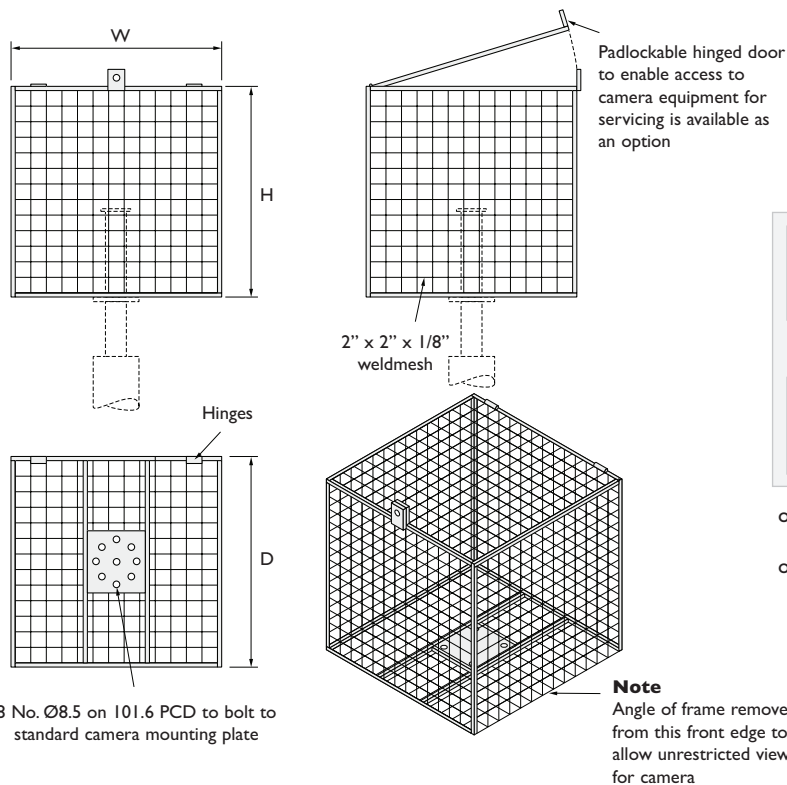 W
H
Padlockable hinged door
to enable access to
camera equipment for
servicing is available as
an option
2” x 2” x 1/8”
weldmesh
Hinges
D
8 No. Ø8.5 on 101.6 PCD to bolt to
standard camera mounting plate
Note
Angle of frame remove
from this front edge to
allow unrestricted view
for camera